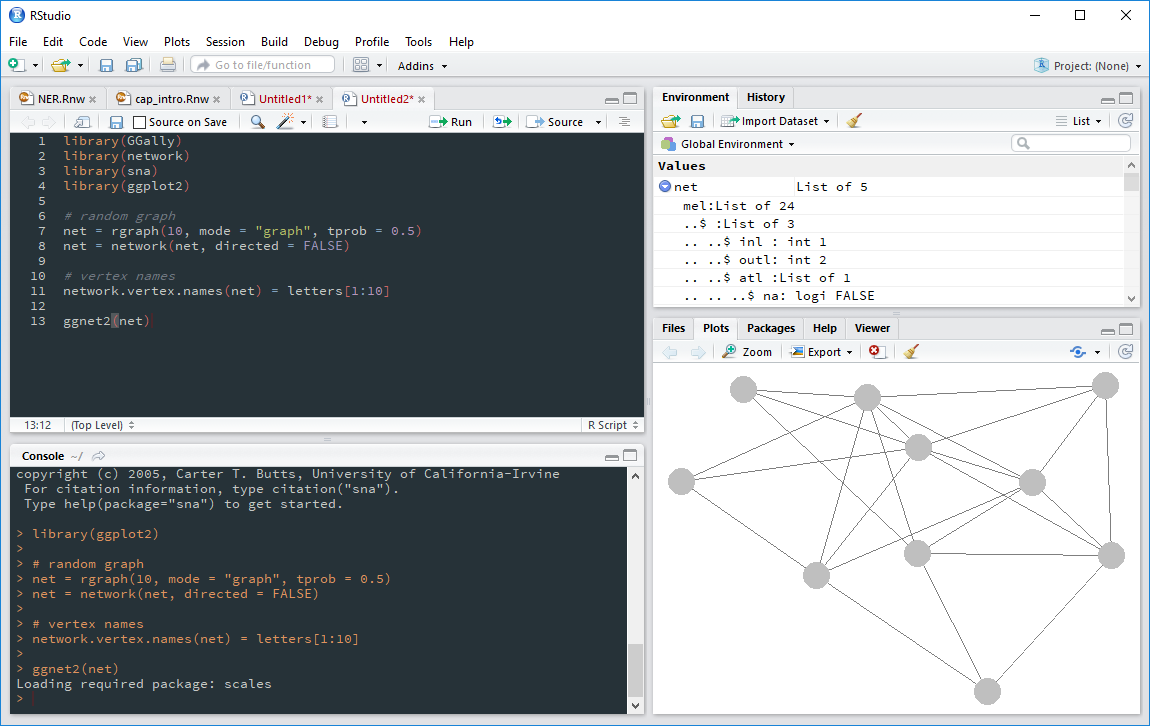 RStudio
File Edit Code View Plots Session Build Debug Profile Tools Help
Go to file/function Addins Project: (None)
NER.Rnw cap_intro.Rnw Untitled1* Untitled2*
Source on Save Run Source
1 library(GGally)
2 library(network)
3 library(sna)
4 library(ggplot2)
5
6 # random graph
7 net = rgraph(10, mode = "graph", tprob = 0.5)
8 net = network(net, directed = FALSE)
9
10 # vertex names
11 network.vertex.names(net) = letters[1:10]
12
13 ggnet2(net)
13:12 (Top Level) R Script
Console ~/
copyright (c) 2005, Carter T. Butts, University of California-Irvine
For citation information, type citation("sna").
Type help(package="sna") to get started.
> library(ggplot2)
>
> # random graph
> net = rgraph(10, mode = "graph", tprob = 0.5)
> net = network(net, directed = FALSE)
>
> # vertex names
> network.vertex.names(net) = letters[1:10]
>
> ggnet2(net)
Loading required package: scales
>
Environment History
Import Dataset List
Global Environment
Values
net List of 5
mel:List of 24
..$ :List of 3
.. ..$ inl : int 1
.. ..$ outl: int 2
.. ..$ atl :List of 1
.. .. ..$ na: logi FALSE
Files Plots Packages Help Viewer
Zoom Export